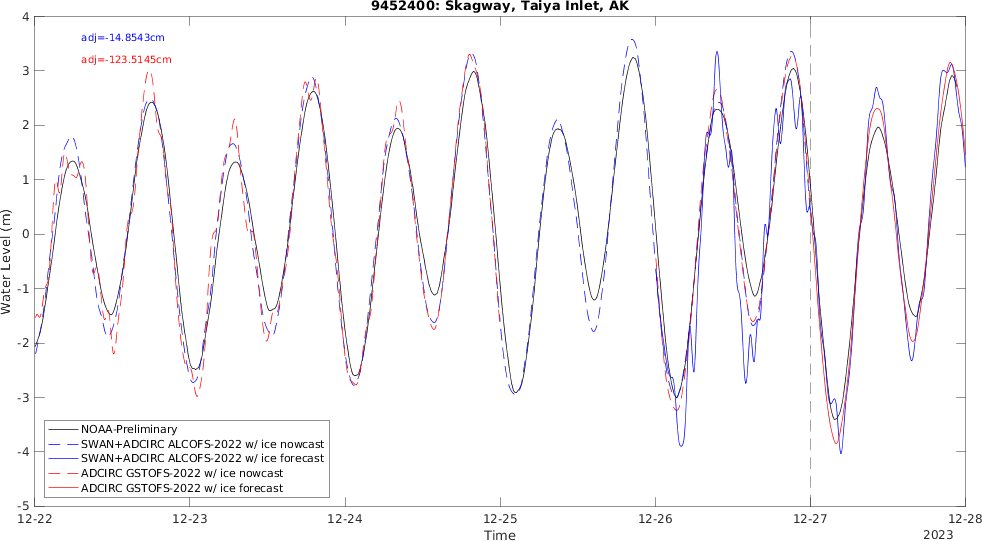 9452400: Skagway, Taiya Inlet, AK
4
adj=-14.8543cm
adj=-123.5145cm
3
2
1
0
-1
-2
-3
-4
-5
Water Level (m)
NOAA-Preliminary
SWAN+ADCIRC ALCOFS-2022 w/ ice nowcast
SWAN+ADCIRC ALCOFS-2022 w/ ice forecast
ADCIRC GSTOFS-2022 w/ ice nowcast
ADCIRC GSTOFS-2022 w/ ice forecast
12-22 12-23 12-24 12-25 12-26 12-27 12-28
Time
2023